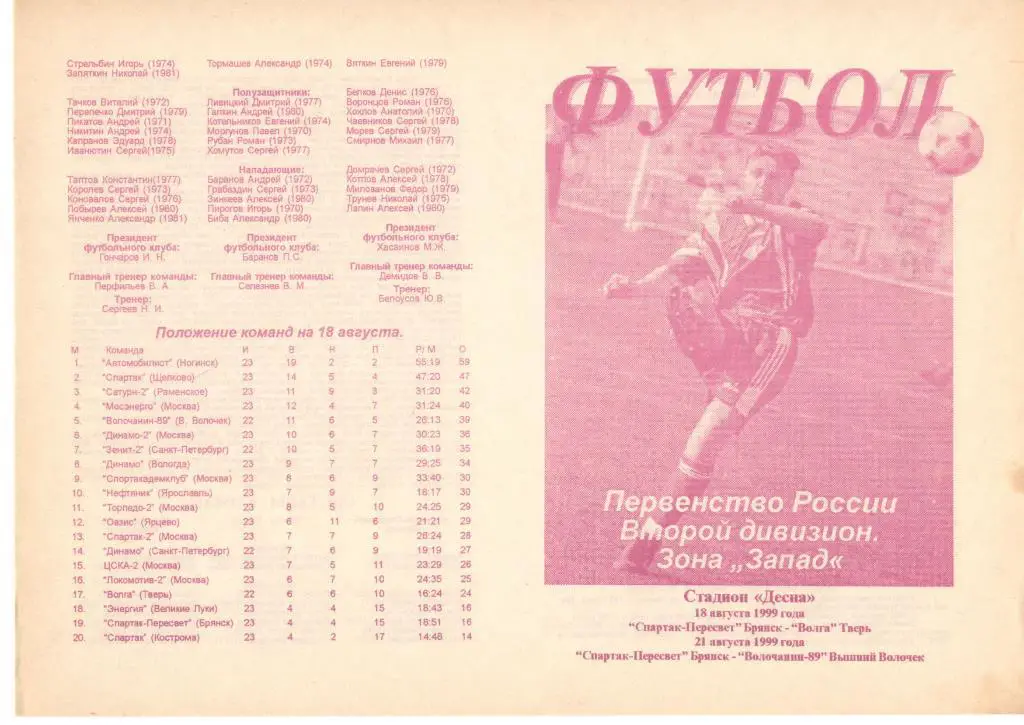 Стрельбин Игорь (1974) Тормашев Александр (1974) Вяткин Евгений (1979)
Запяткин Николай (1981)
Полузащитники:
Тачков Виталий (1972) Ливицкий Дмитрий (1977) Белков Денис (1976)
Перепечко Дмитрий (1979) Галкин Андрей (1980) Воронцов Роман (1976)
Пикатов Андрей (1971) Котельников Евгений (1974) Хохлов Анатолий (1970)
Никитин Андрей (1974) Моргунов Павел (1970) Чаевников Сергей (1978)
Капранов Эдуард (1978) Рубан Роман (1973) Морев Сергей (1979)
Иванютин Сергей(1975) Хомутов Сергей (1977) Смирнов Михаил (1977)
Нападающие:
Таптов Константин(1977) Баранов Андрей (1972) Домрачев Сергей (1972)
Королев Сергей (1973) Грабаздин Сергей (1973) Котлов Алексей (1978)
Коновалов Сергей (1976) Зинкеев Алексей (1980) Милованов Федор (1979)
Лобырев Алексей (1980) Пирогов Игорь (1970) Трунев Николай (1975)
Янченко Александр (1981) Биба Александр (1980) Лапин Алексей (1980)
Президент футбольного клуба: Гончаров И. Н.
Президент футбольного клуба: Баранов П.С.
Президент футбольного клуба: Хасаинов М.Ж.
Главный тренер команды: Перфильев В. А
Главный тренер команды: Селезнев В. М.
Главный тренер команды: Демидов В. В.
Тренер: Сергеев Н. И.
Тренер: Белоусов Ю.В.
Положение команд на 18 августа.
М Команда И В Н П Р/ М О
1. "Автомобилист" (Ногинск) 23 19 2 2 55:19 59
2. "Спартак" (Щелково) 23 14 5 4 47:20 47
3. "Сатурн-2" (Раменское) 23 11 9 3 31:20 42
4. "Мосэнерго" (Москва) 23 12 4 7 31:24 40
5. "Волочанин-89" (В. Волочек) 22 11 6 5 26:13 39
6. "Динамо-2" (Москва) 23 10 6 7 30:23 36
7. "Зенит-2" (Санкт-Петербург) 22 10 5 7 36:19 35
8. "Динамо" (Вологда) 23 9 7 7 29:25 34
9. "Спортакадемклуб" (Москва) 23 8 6 9 33:40 30
10. "Нефтяник" (Ярославль) 23 7 9 7 18:17 30
11. "Торпедо-2" (Москва) 23 8 5 10 24:25 29
12. "Оазис" (Ярцево) 23 6 11 6 21:21 29
13. "Спартак-2" (Москва) 23 7 7 9 26:24 28
14. "Динамо" (Санкт-Петербург) 22 7 6 9 19:19 27
15. ЦСКА-2 (Москва) 23 7 5 11 23:29 26
16. "Локомотив-2" (Москва) 23 6 7 10 24:35 25
17. "Волга" (Тверь) 22 6 6 10 16:24 24
18. "Энергия" (Великие Луки) 23 4 4 15 18:43 16
19. "Спартак-Пересвет" (Брянск) 23 4 4 15 18:51 16
20. "Спартак" (Кострома) 23 4 2 17 14:48 14
ФУТБОЛ
Первенство России
Второй дивизион.
Зона „Запад“
Стадион «Десна»
18 августа 1999 года
"Спартак-Пересвет" Брянск - "Волга" Тверь
21 августа 1999 года
"Спартак-Пересвет" Брянск - "Волочанин-89" Вышний Волочек